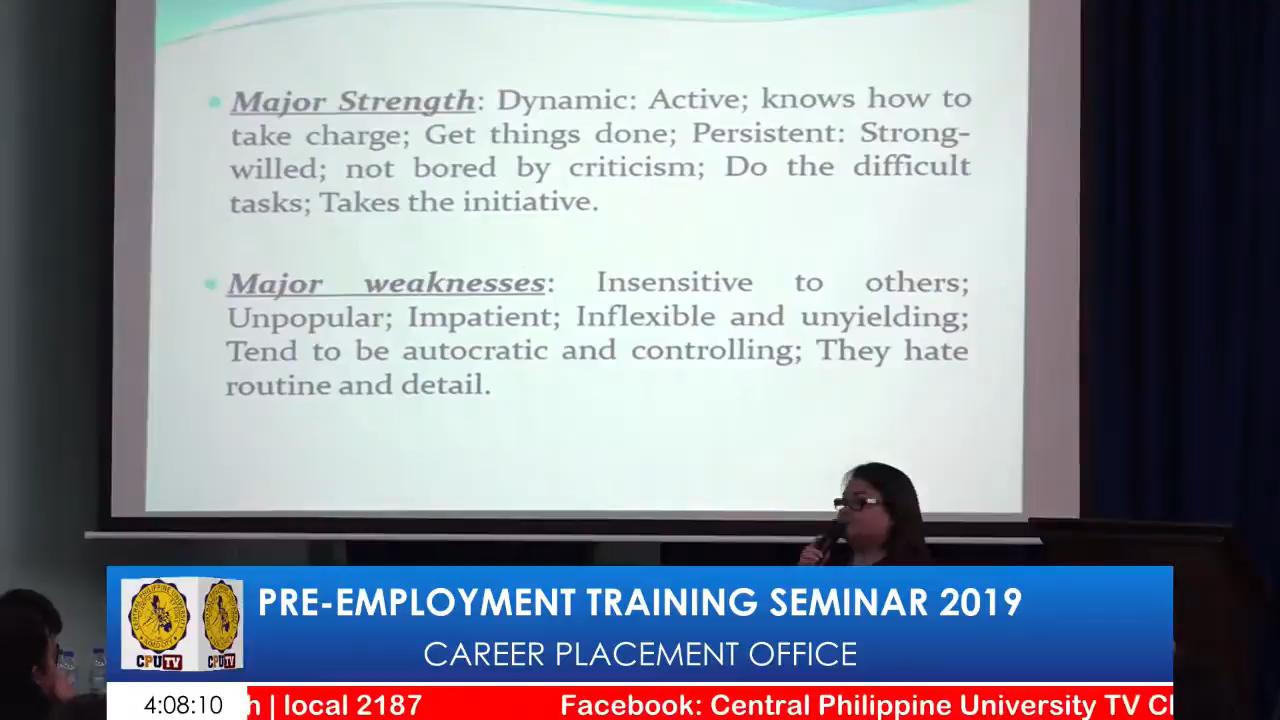 Major Strength: Dynamic: Active; knows how to
take charge; Get things done; Persistent: Strong-
willed; not bored by criticism; Do the difficult
tasks; Takes the initiative.
Major weaknesses: Insensitive to others;
Unpopular; Impatient; Inflexible and unyielding;
Tend to be autocratic and controlling; They hate
routine and detail.
PRE-EMPLOYMENT TRAINING SEMINAR 2019
CAREER PLACEMENT OFFICE
CPUTV CPUTV
4:08:10 h | local 2187 Facebook: Central Philippine University TV C